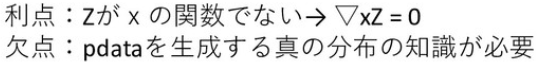 利点：Zが x の関数でない→ ▽xZ = 0
欠点：pdataを生成する真の分布の知識が必要